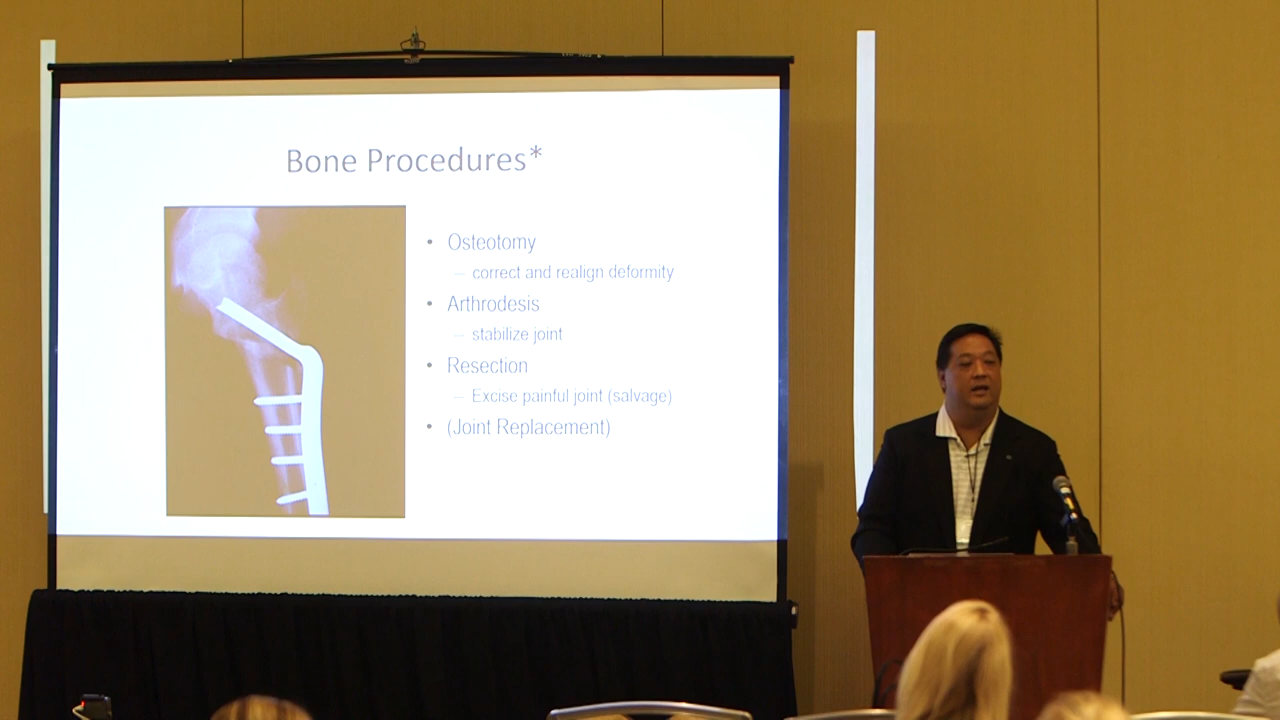 Bone Procedures*
• Osteotomy
– correct and realign deformity
• Arthrodesis
– stabilize joint
• Resection
– Excise painful joint (salvage)
• (Joint Replacement)